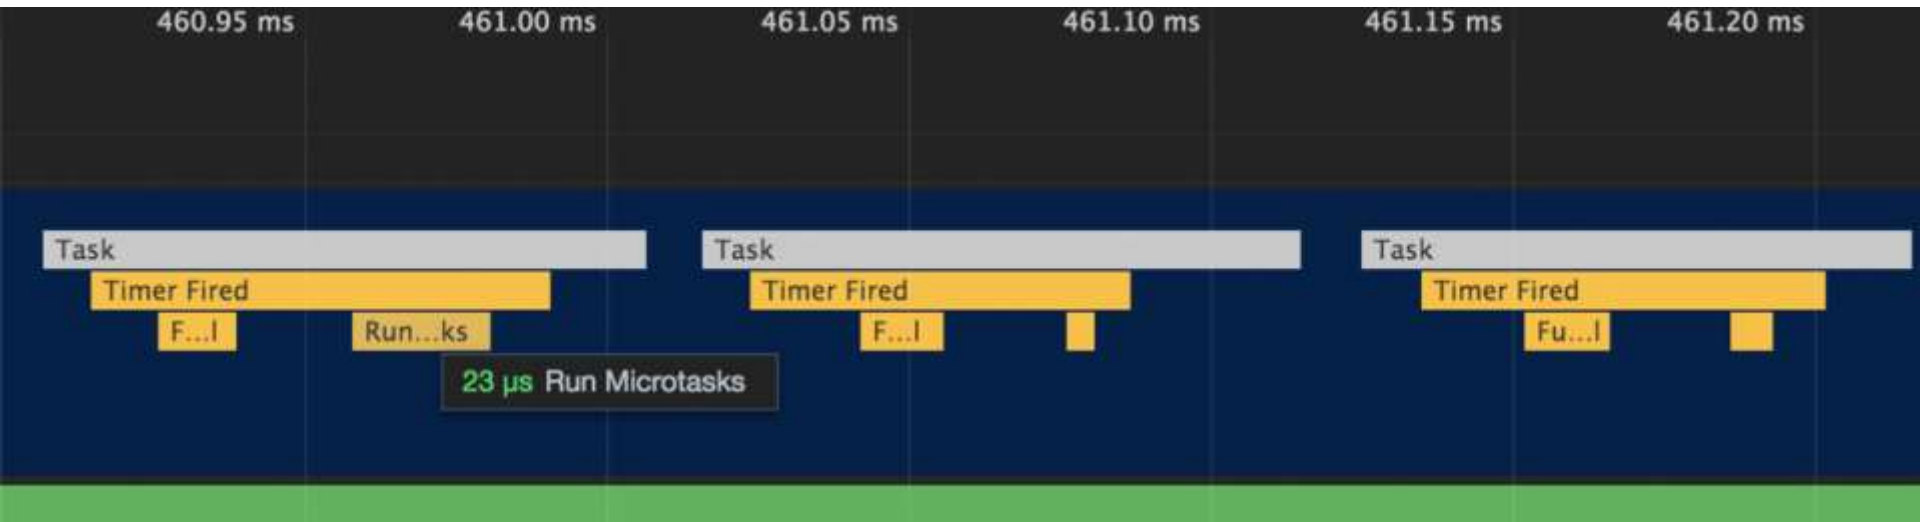 460.95 ms 461.00 ms 461.05 ms 461.10 ms 461.15 ms 461.20 ms
Task Task Task
Timer Fired Timer Fired Timer Fired
F...l Run...ks F...l Fu...l
23 µs Run Microtasks